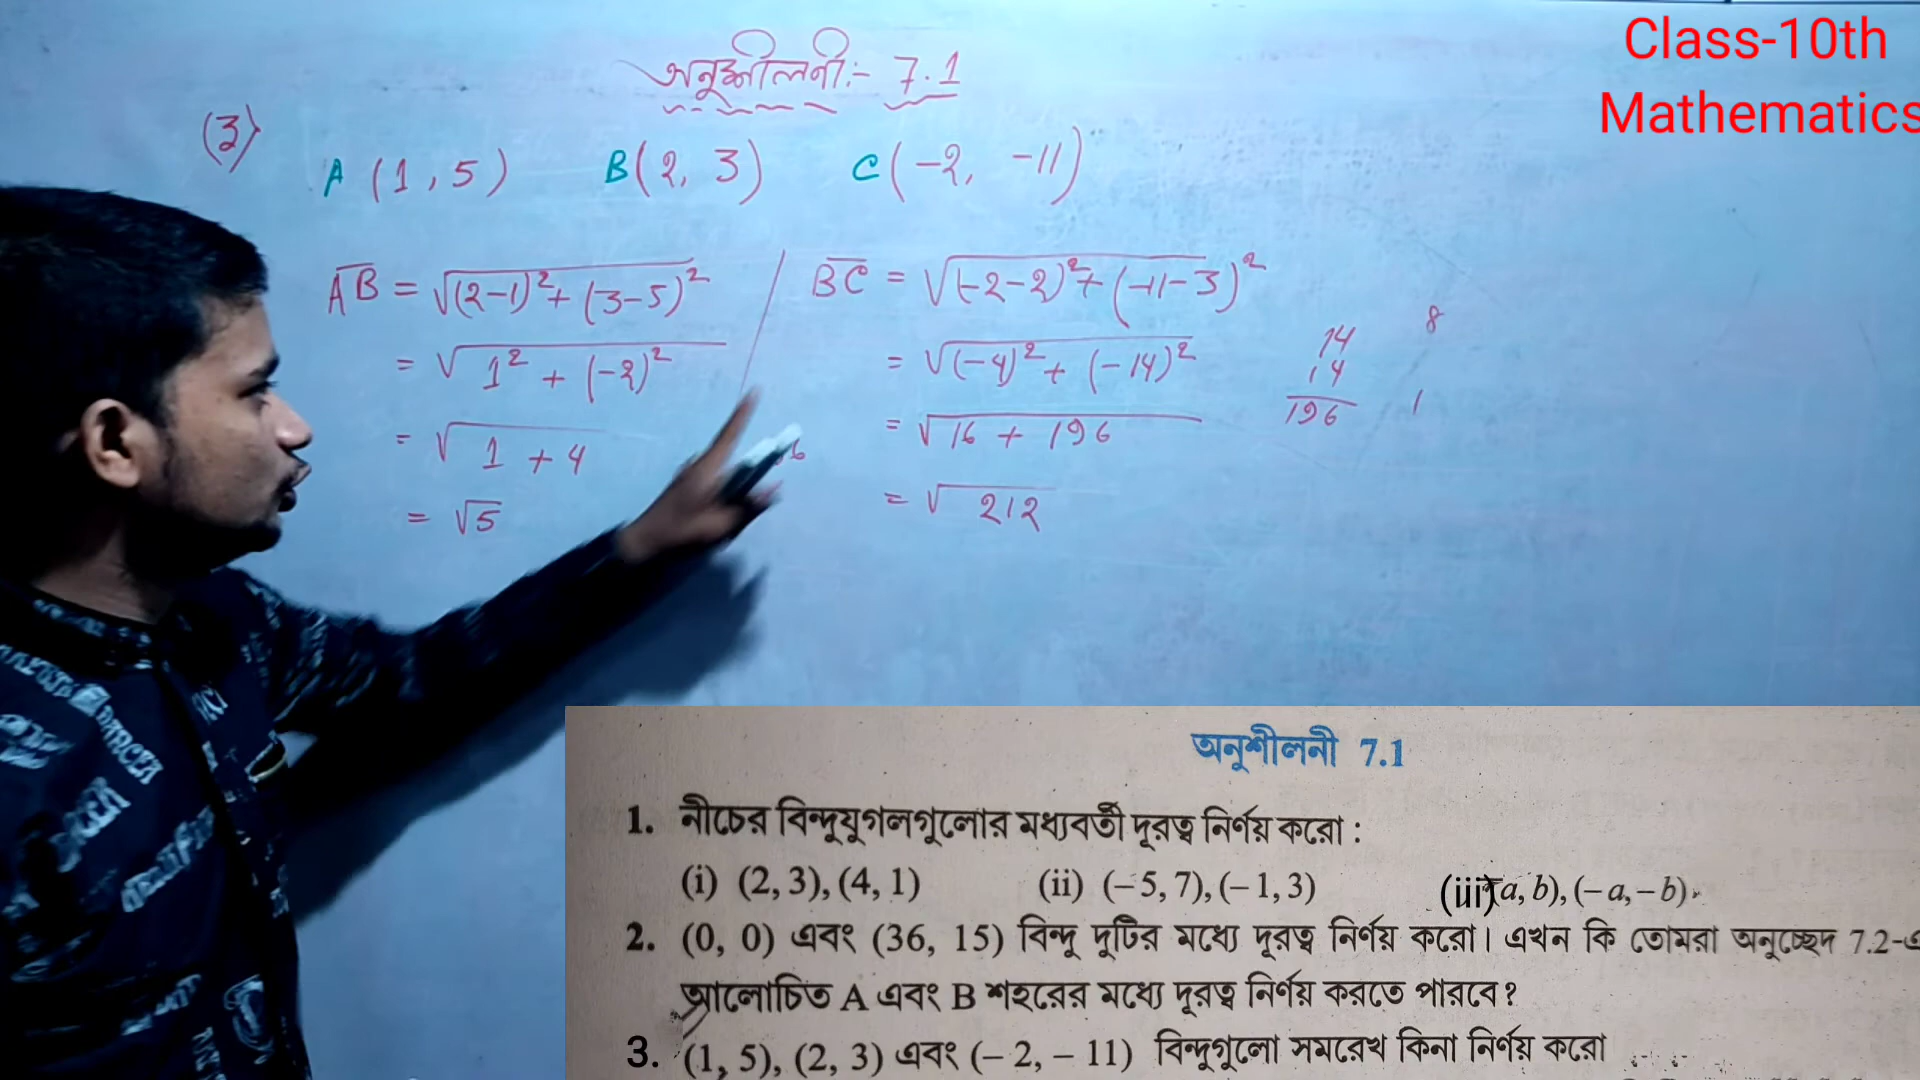 Class-10th
Mathematics
অনুশীলনী:- 7.1
(3)
A (1, 5) B(2, 3) C(-2, -11)
AB = √(2-1)² + (3-5)²
= √1² + (-2)²
= √1 + 4
= √5
BC = √(-2-2)² + (-11-3)²
= √(-4)² + (-14)²
= √16 + 196
= √212
14
14
196
8
1
অনুশীলনী 7.1
1. নীচের বিন্দুযুগলগুলোর মধ্যবর্তী দূরত্ব নির্ণয় করো :
(i) (2, 3), (4, 1) (ii) (– 5, 7), (– 1, 3) (iii) (a, b), (– a, – b)
2. (0, 0) এবং (36, 15) বিন্দু দুটির মধ্যে দূরত্ব নির্ণয় করো। এখন কি তোমরা অনুচ্ছেদ 7.2-এ
আলোচিত A এবং B শহরের মধ্যে দূরত্ব নির্ণয় করতে পারবে?
3. (1, 5), (2, 3) এবং (– 2, – 11) বিন্দুগুলো সমরেখ কিনা নির্ণয় করো